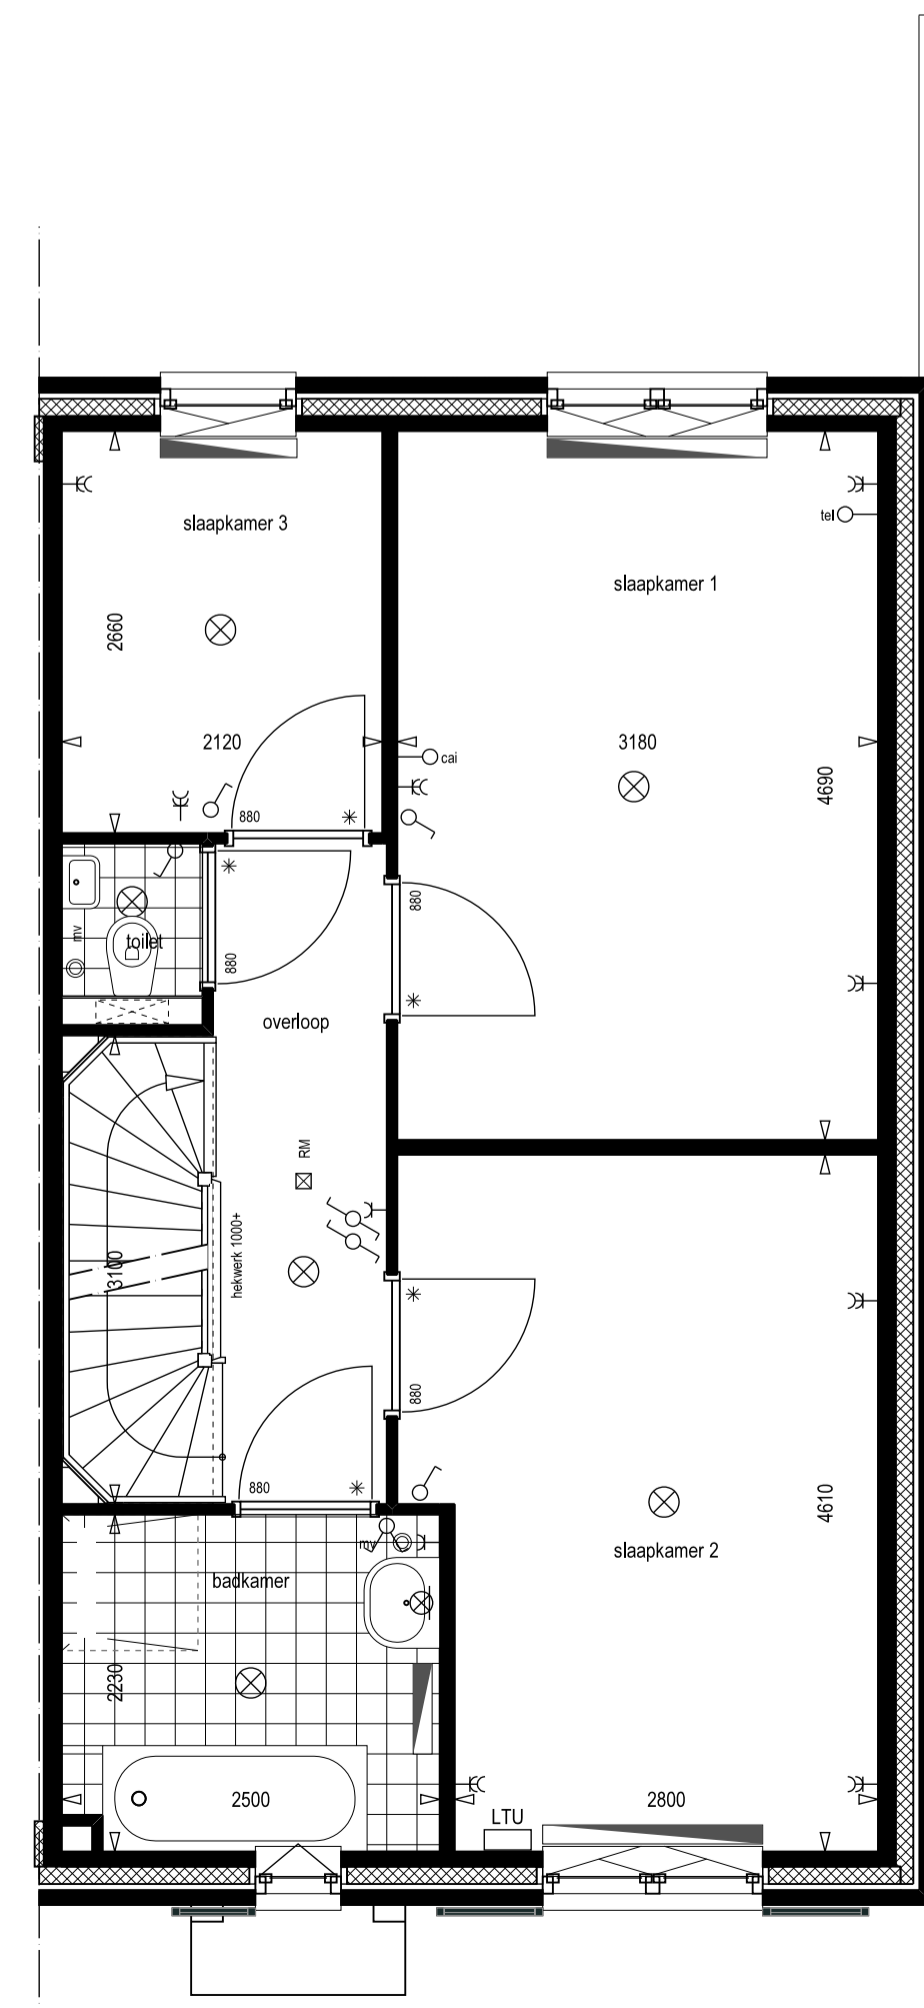 slaapkamer 3
tel
slaapkamer 1
2660
2120
3180
cai
4690
880
880
mv
toilet
880
880
overloop
RM
hekwerk 1000+
3100
880
880
4610
mv
slaapkamer 2
badkamer
2230
2500
2800
LTU